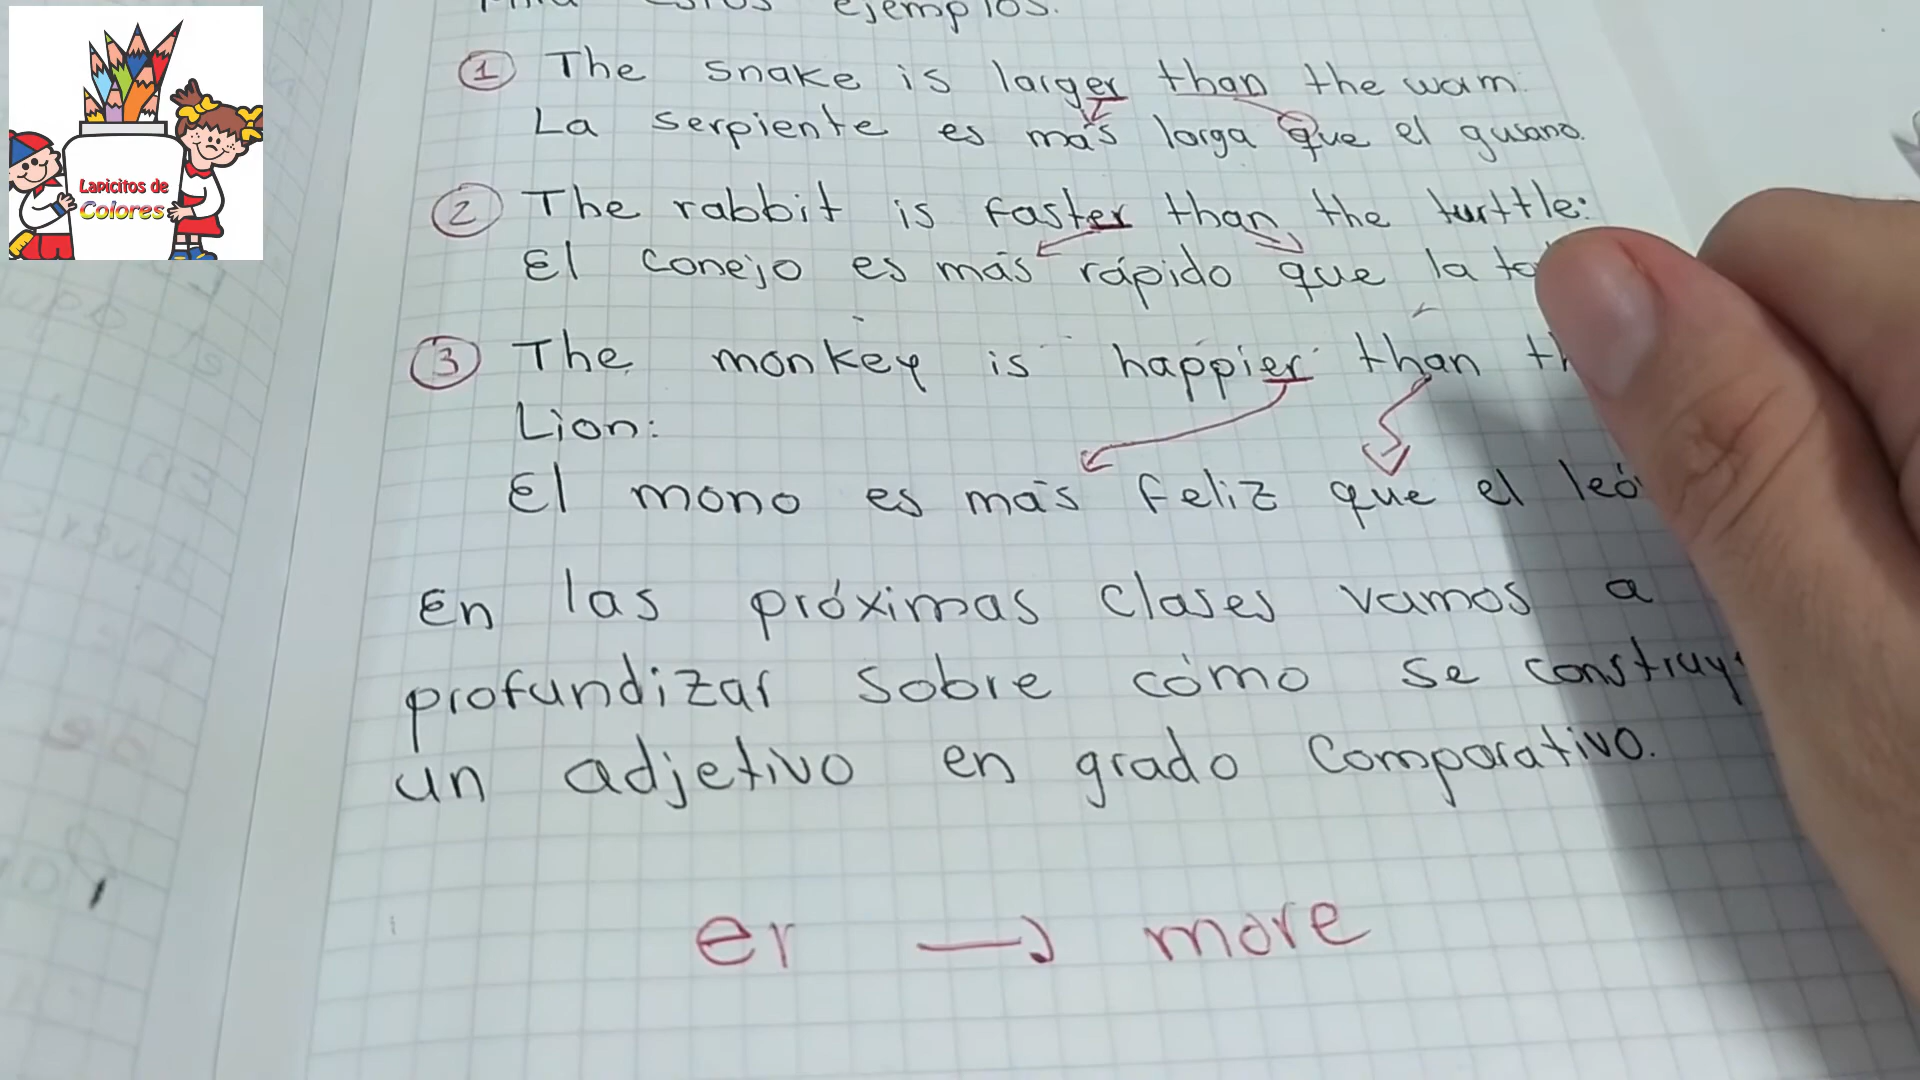 ejemplos.
Lapicitos de
Colores
1 The snake is larger than the worm.
La serpiente es más larga que el gusano.
2 The rabbit is faster than the turtle:
El conejo es más rápido que la
3 The monkey is happier than
Lion:
El mono es más feliz que el
En las próximas clases vamos a
profundizar sobre cómo se
un adjetivo en grado Comparativo.
er → more